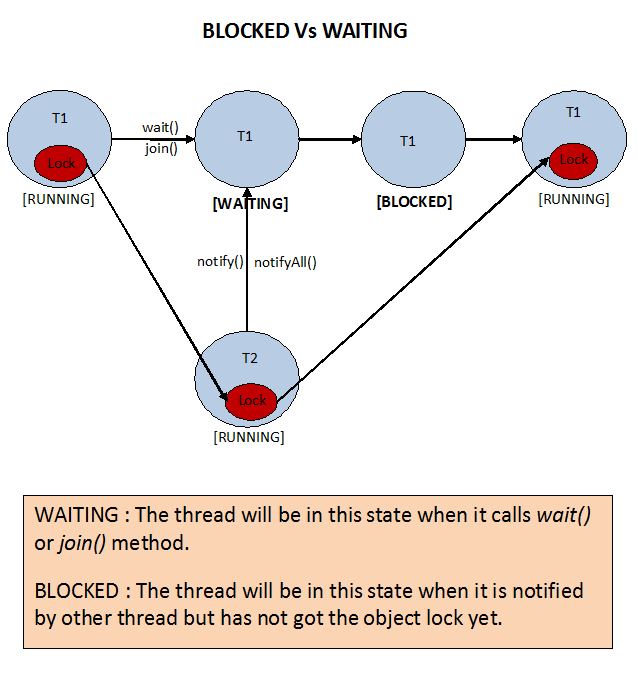 BLOCKED Vs WAITING
T1
Lock
[RUNNING]
wait()
join()
T1
[WAITING]
T1
[BLOCKED]
T1
Lock
[RUNNING]
notify() notifyAll()
T2
Lock
[RUNNING]
WAITING : The thread will be in this state when it calls wait()
or join() method.
BLOCKED : The thread will be in this state when it is notified
by other thread but has not got the object lock yet.